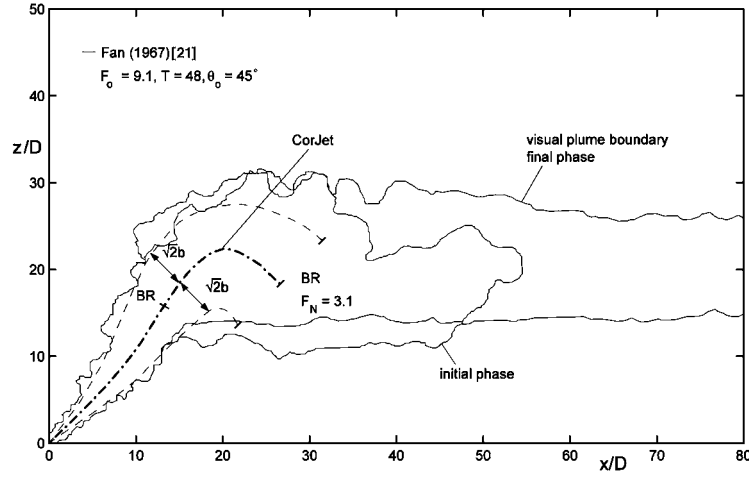 50
40
30
20
10
0
z/D
— Fan (1967)[21]
F₀ = 9.1, T = 48, θ₀ = 45°
CorJet
visual plume boundary
final phase
√2b
BR
√2b
BR
F_N = 3.1
initial phase
0 10 20 30 40 50 60 70 80
x/D